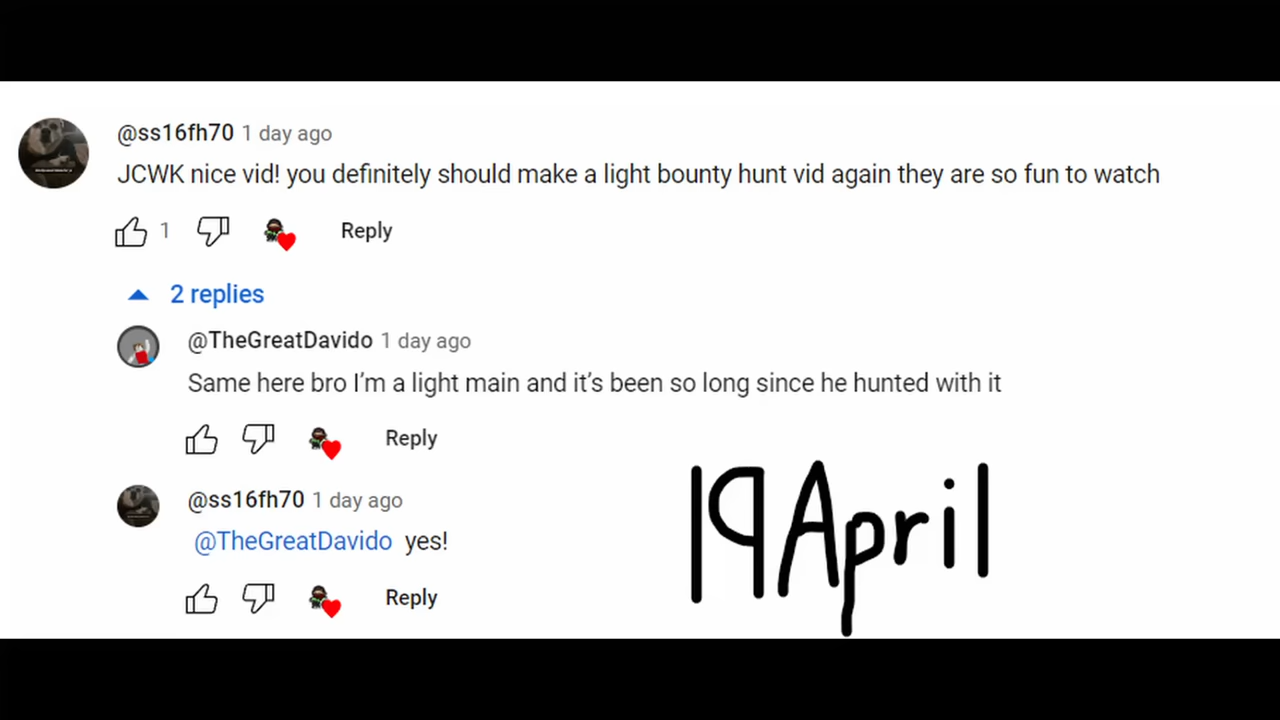 @ss16fh70 1 day ago
JCWK nice vid! you definitely should make a light bounty hunt vid again they are so fun to watch
1 Reply
2 replies
@TheGreatDavido 1 day ago
Same here bro I'm a light main and it's been so long since he hunted with it
Reply
@ss16fh70 1 day ago
@TheGreatDavido yes!
Reply
19 April